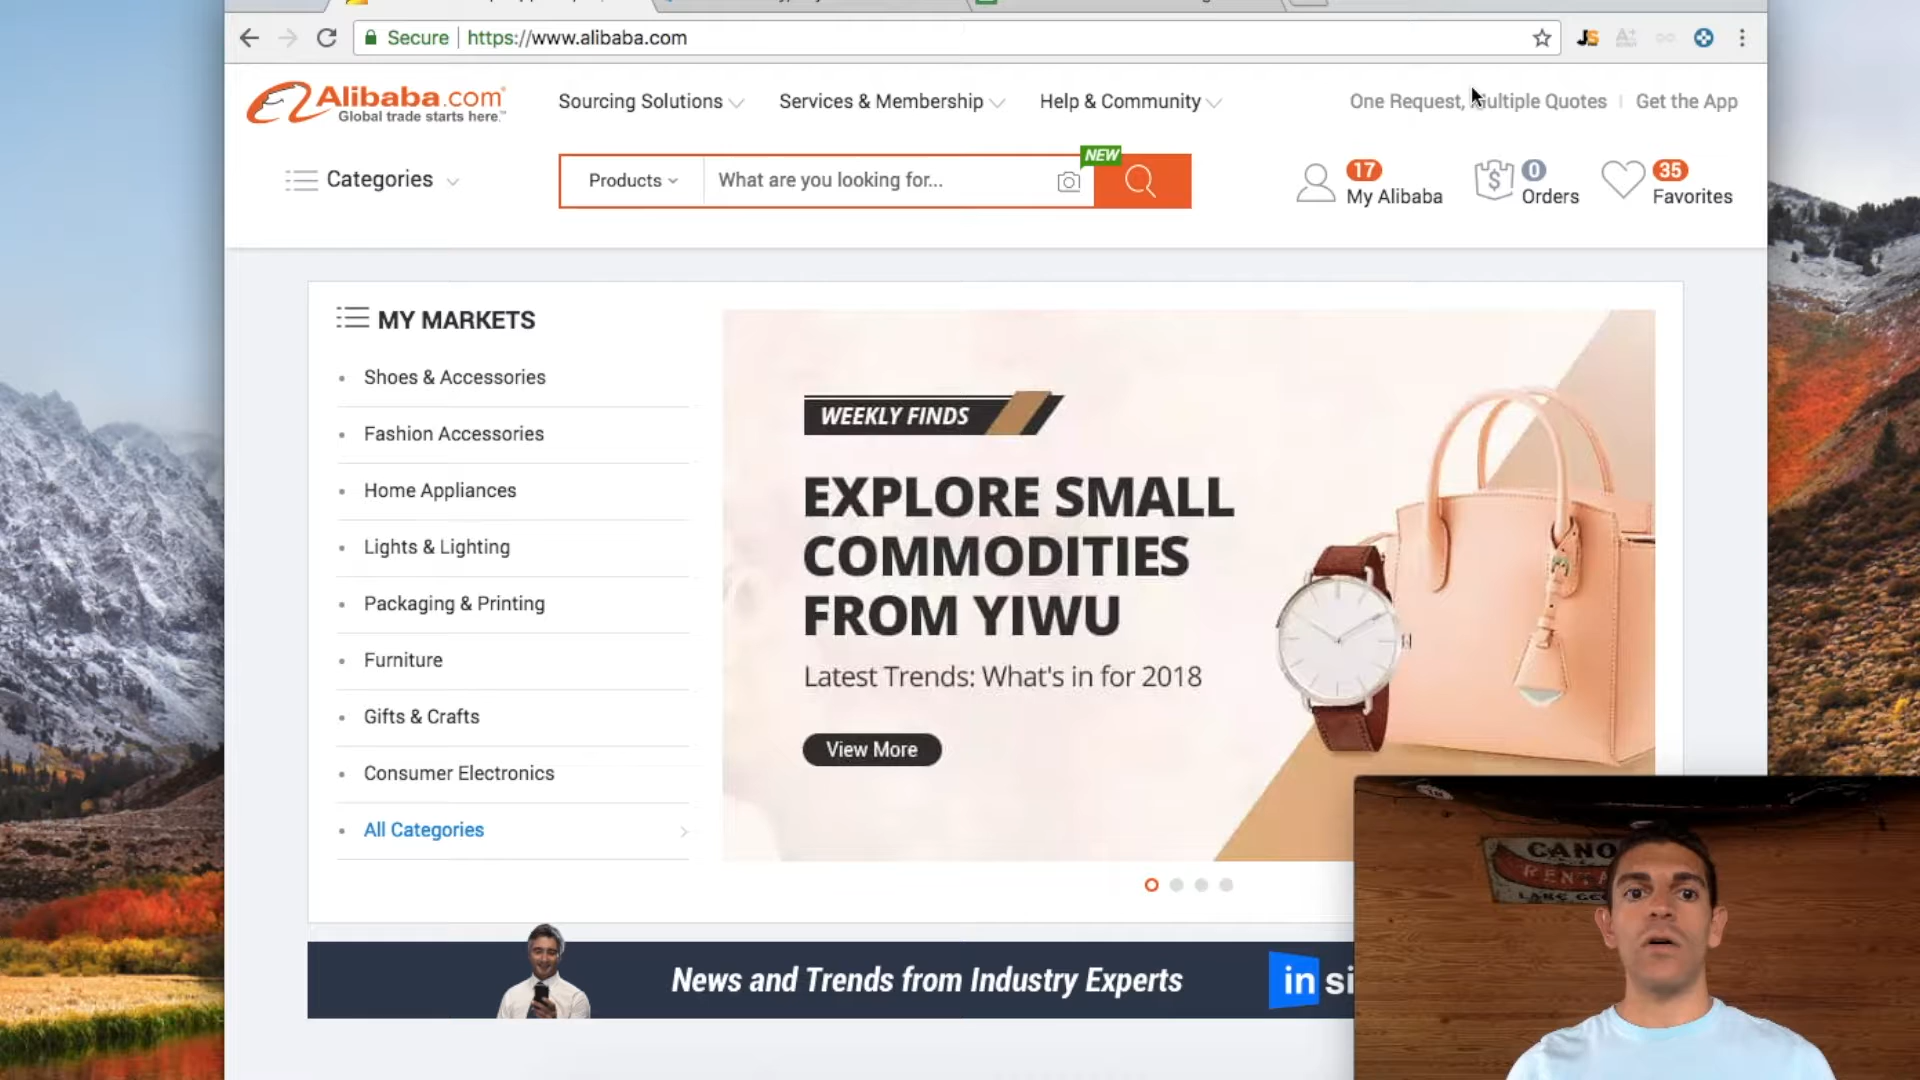 Secure
https://www.alibaba.com
Alibaba.com
Global trade starts here.™
Sourcing Solutions
Services & Membership
Help & Community
One Request, Multiple Quotes
Get the App
Categories
Products
What are you looking for...
NEW
17
My Alibaba
0
Orders
35
Favorites
MY MARKETS
Shoes & Accessories
Fashion Accessories
Home Appliances
Lights & Lighting
Packaging & Printing
Furniture
Gifts & Crafts
Consumer Electronics
All Categories
WEEKLY FINDS
EXPLORE SMALL
COMMODITIES
FROM YIWU
Latest Trends: What's in for 2018
View More
News and Trends from Industry Experts
in si
CANO
RENTA